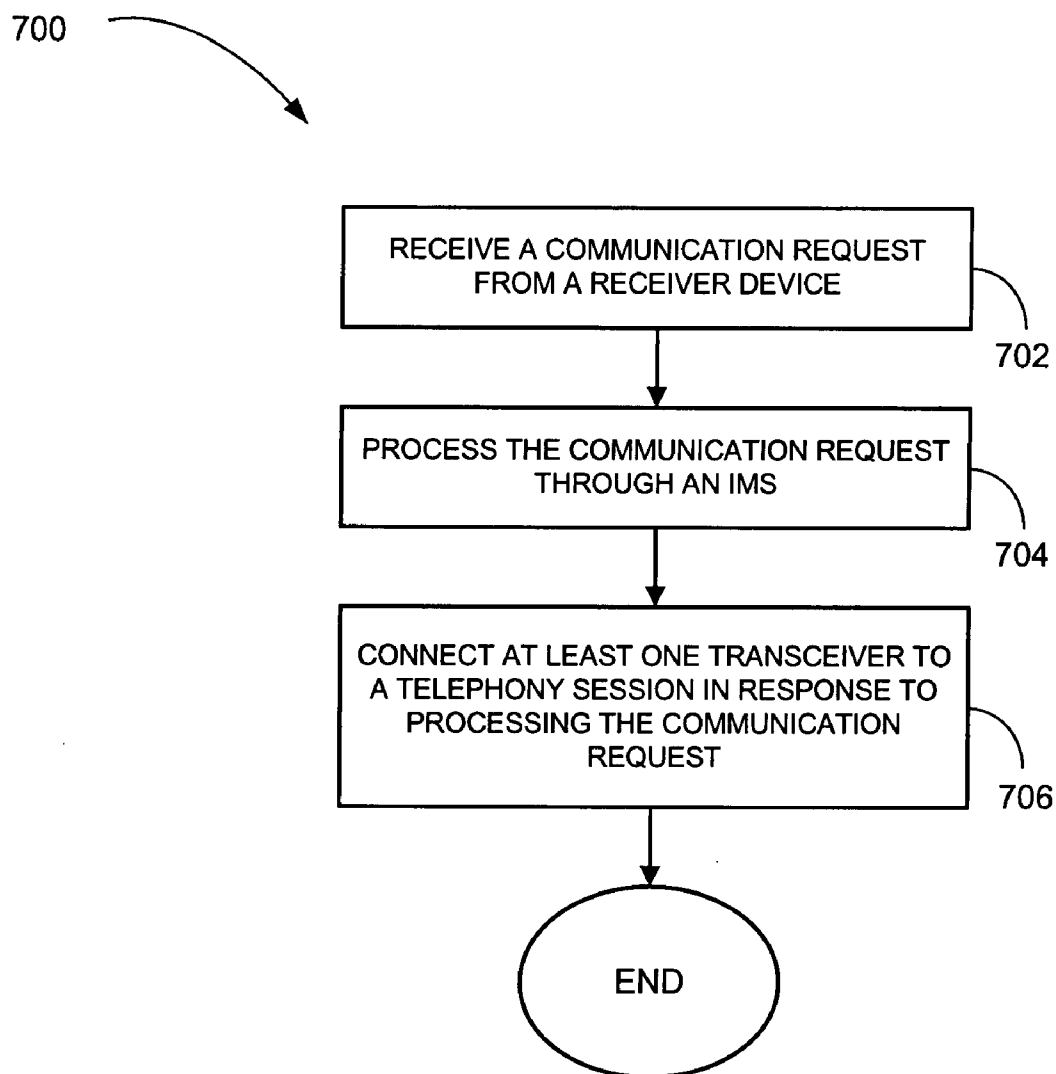 700
RECEIVE A COMMUNICATION REQUEST
FROM A RECEIVER DEVICE
702
PROCESS THE COMMUNICATION REQUEST
THROUGH AN IMS
704
CONNECT AT LEAST ONE TRANSCEIVER TO
A TELEPHONY SESSION IN RESPONSE TO
PROCESSING THE COMMUNICATION
REQUEST
706
END